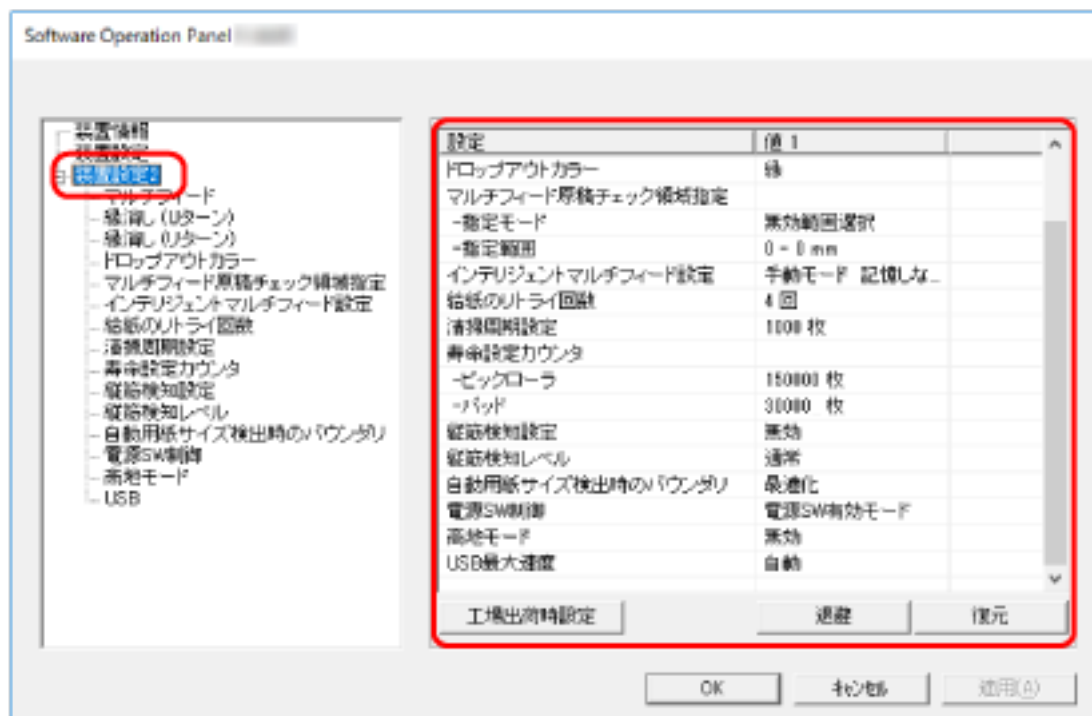 Software Operation Panel
装置情報
装置設定
装置設定2
マルチフィード
縁消し (Uターン)
縁消し (リターン)
ドロップアウトカラー
マルチフィード原稿チェック領域指定
インテリジェントマルチフィード設定
給紙のリトライ回数
清掃周期設定
寿命設定カウンタ
縦筋検知設定
縦筋検知レベル
自動用紙サイズ検出時のバウンダリ
電源SW制御
高地モード
USB
設定 値 1
ドロップアウトカラー 緑
マルチフィード原稿チェック領域指定
-指定モード 無効範囲選択
-指定範囲 0 - 0 mm
インテリジェントマルチフィード設定 手動モード 記憶しな...
給紙のリトライ回数 4 回
清掃周期設定 1000 枚
寿命設定カウンタ
-ピックローラ 150000 枚
-パッド 30000 枚
縦筋検知設定 無効
縦筋検知レベル 通常
自動用紙サイズ検出時のバウンダリ 最適化
電源SW制御 電源SW有効モード
高地モード 無効
USB最大速度 自動
工場出荷時設定 退避 復元
OK キャンセル 適用(A)